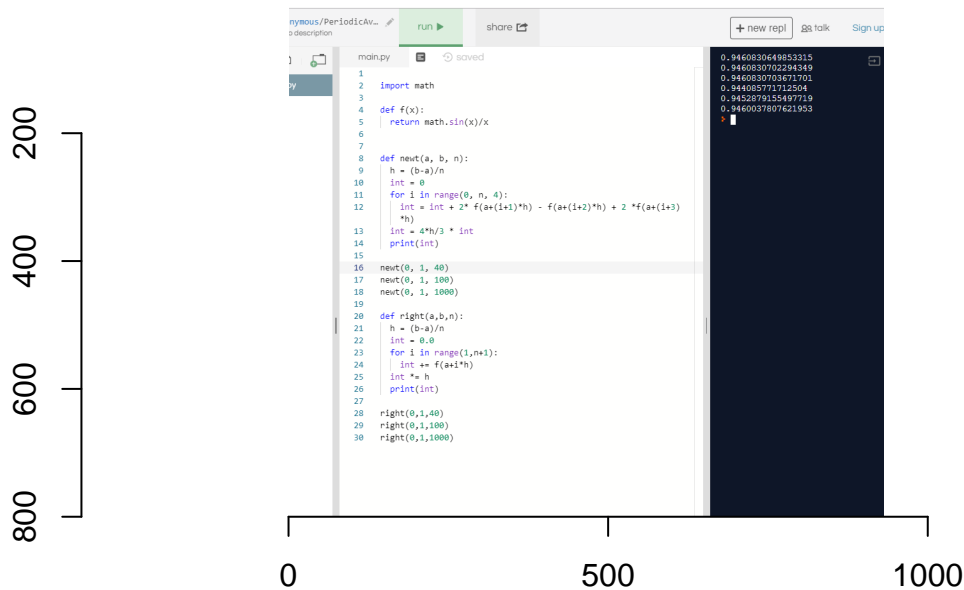 nymous/PeriodicAv…
run
share
+ new repl
talk
Sign up
o description
main.py
saved
py
1
2 import math
3
4 def f(x):
5 return math.sin(x)/x
6
7
8 def newt(a, b, n):
9 h = (b-a)/n
10 int = 0
11 for i in range(0, n, 4):
12 int = int + 2* f(a+(i+1)*h) - f(a+(i+2)*h) + 2 *f(a+(i+3)
*h)
13 int = 4*h/3 * int
14 print(int)
15
16 newt(0, 1, 40)
17 newt(0, 1, 100)
18 newt(0, 1, 1000)
19
20 def right(a,b,n):
21 h = (b-a)/n
22 int = 0.0
23 for i in range(1,n+1):
24 int += f(a+i*h)
25 int *= h
26 print(int)
27
28 right(0,1,40)
29 right(0,1,100)
30 right(0,1,1000)
0.9460830649853315
0.9460830702294349
0.9460830703671701
0.944085771712504
0.9452879155497719
0.9460037807621953
>
200
400
600
800
0
500
1000